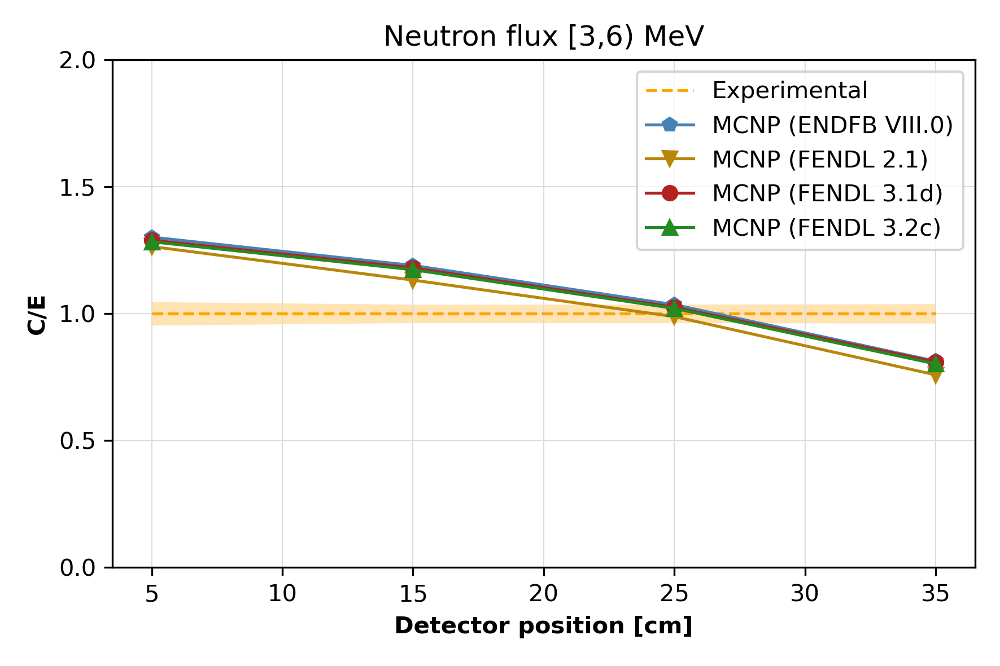 Neutron flux [3,6) MeV
2.0
1.5
1.0
0.5
0.0
C/E
Experimental
MCNP (ENDFB VIII.0)
MCNP (FENDL 2.1)
MCNP (FENDL 3.1d)
MCNP (FENDL 3.2c)
5 10 15 20 25 30 35
Detector position [cm]